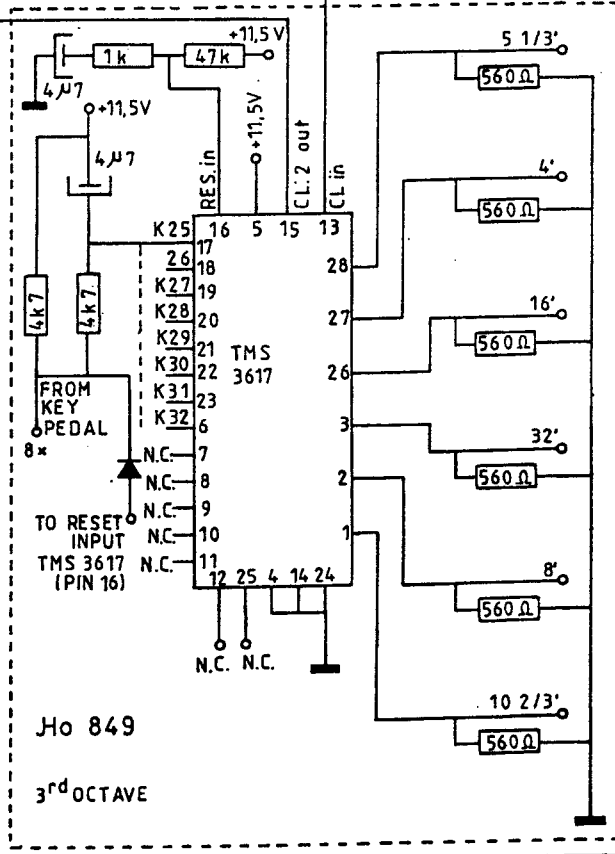 +11,5V
1k
47k
4µ7
+11,5V
4µ7
4k7
4k7
RES. in
+11,5V
CL: 2 out
CL in
16 5 15 13
K25 17
26 18
K27 19
K28 20
K29 21
K30 22
K31 23
K32 6
N.C. 7
N.C. 8
N.C. 9
N.C. 10
N.C. 11
TMS
3617
28
27
26
3
2
1
12 25 4 14 24
N.C. N.C.
FROM
KEY
PEDAL
8x
TO RESET
INPUT
TMS 3617
(PIN 16)
5 1/3'
560Ω
4'
560Ω
16'
560Ω
32'
560Ω
8'
560Ω
10 2/3'
560Ω
Ho 849
3rd OCTAVE